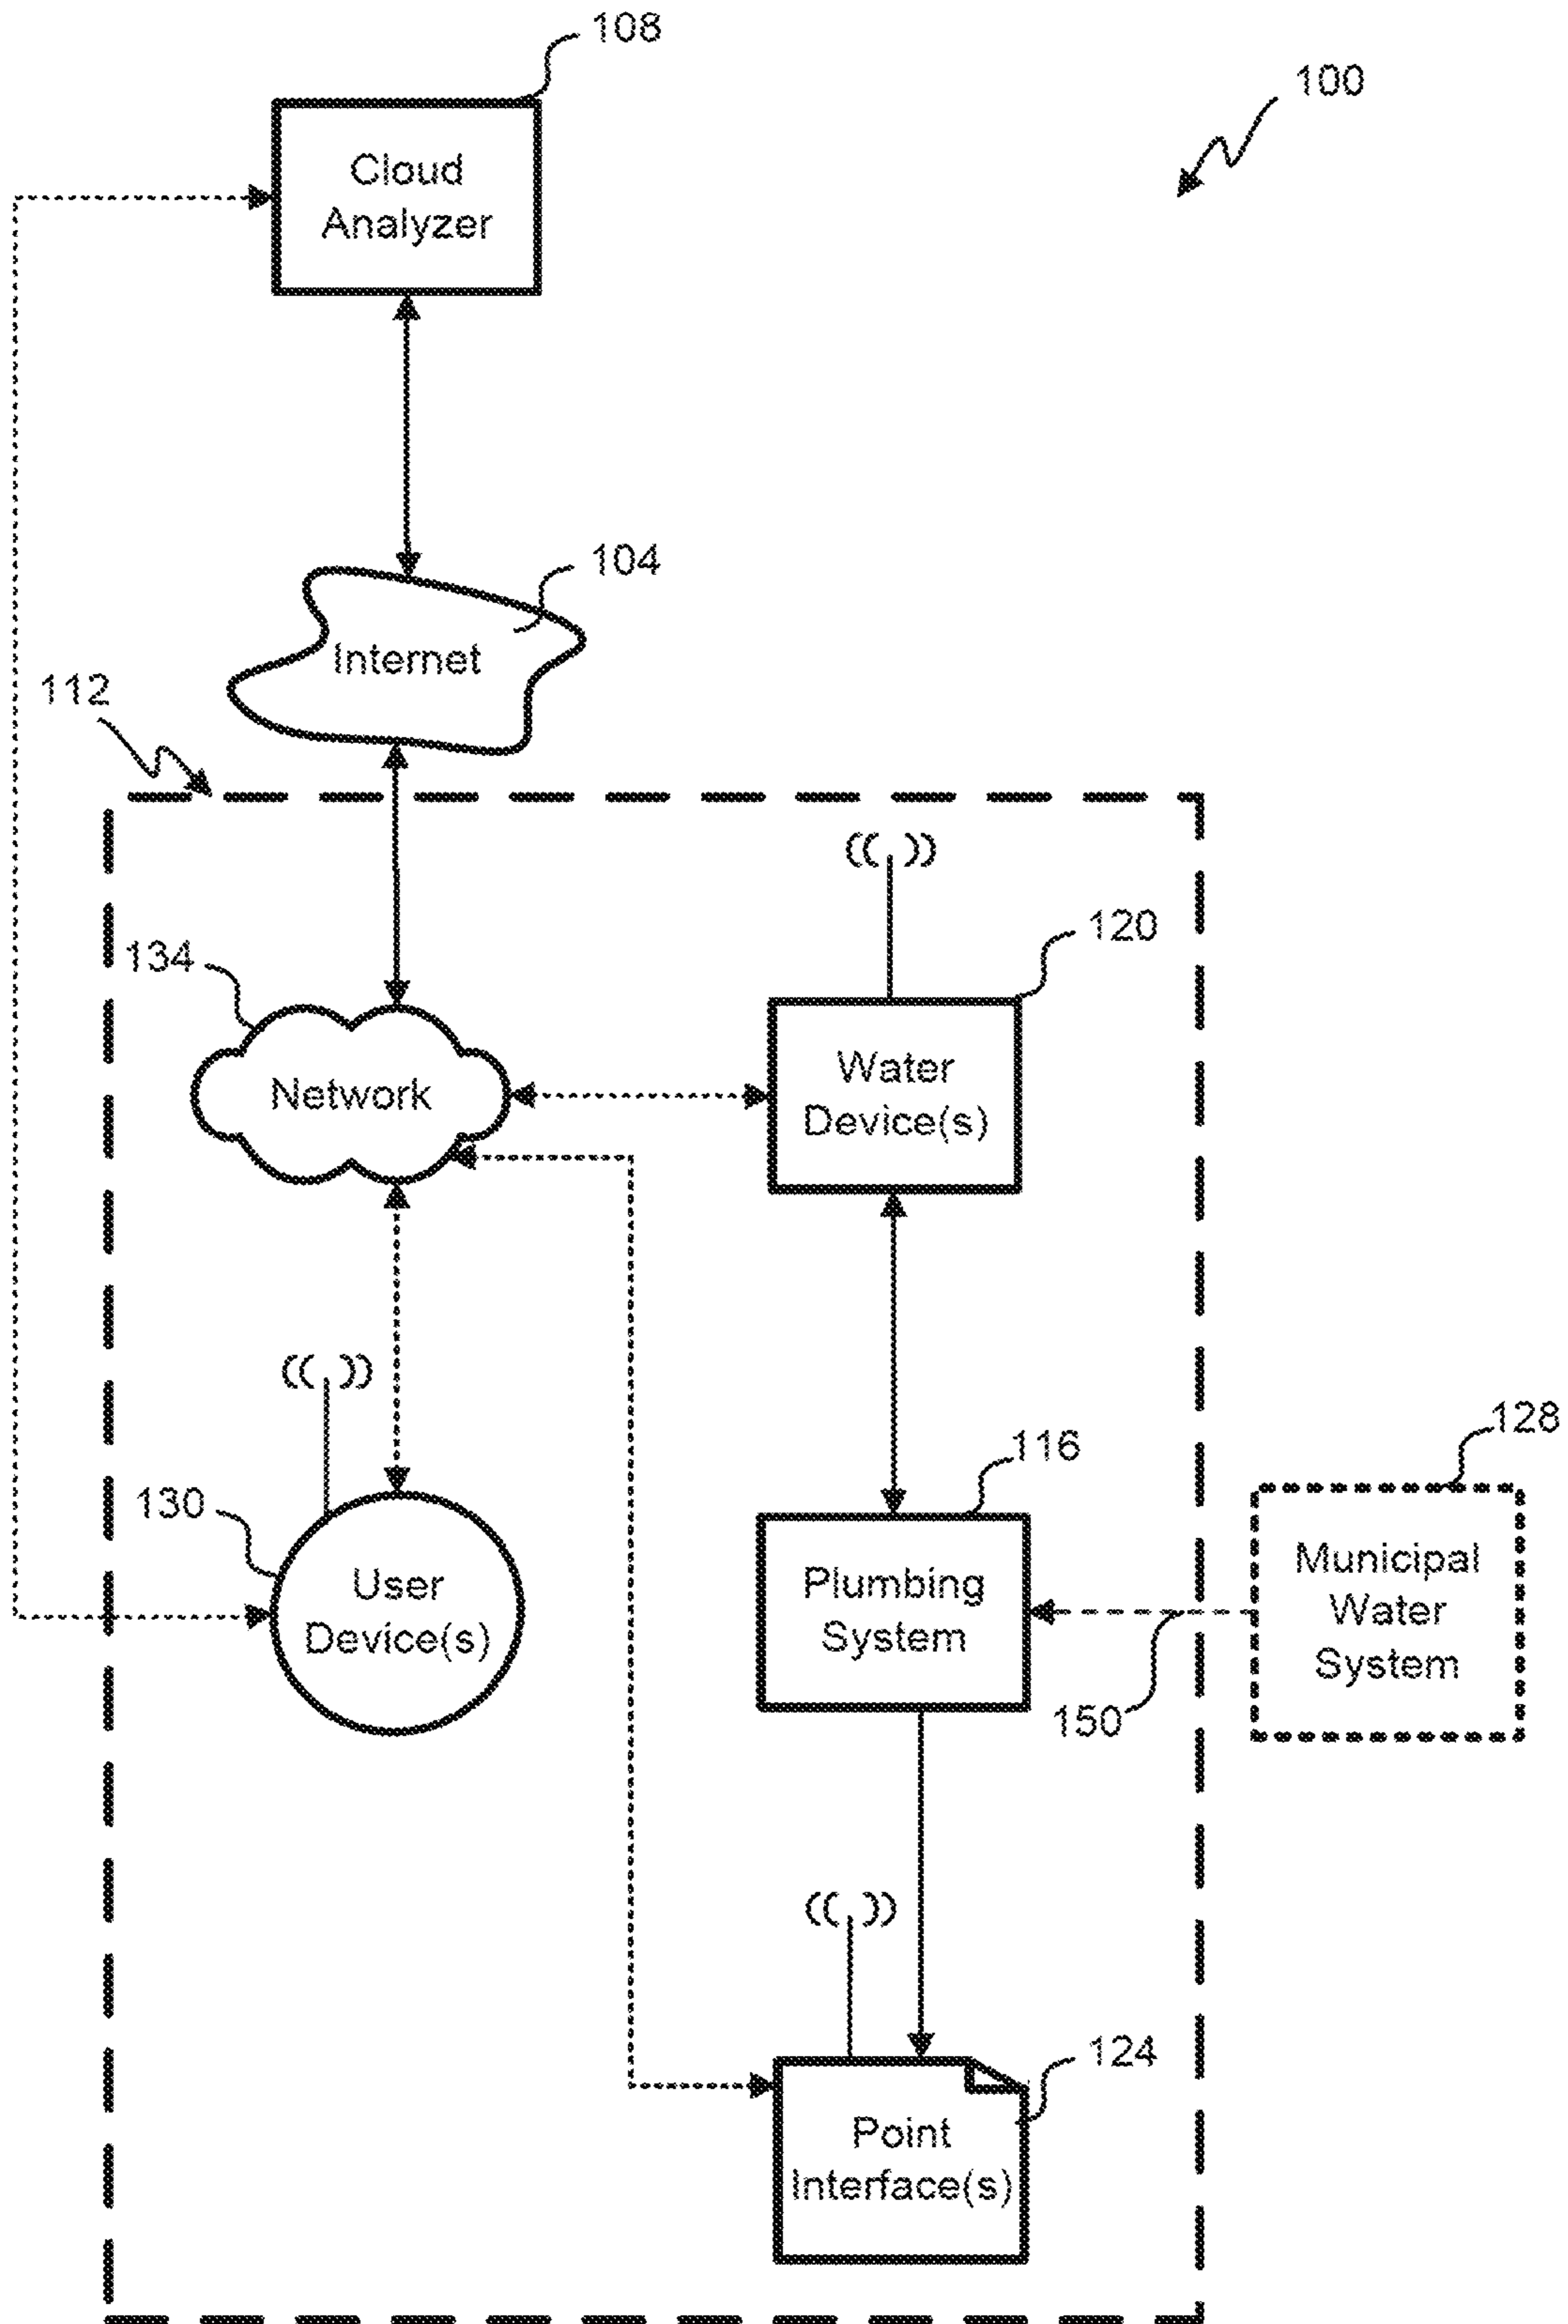 108
100
Cloud
Analyzer
104
Internet
112
120
134
Water
Device(s)
Network
128
116
130
Municipal
Water
System
Plumbing
System
User
Device(s)
150
124
Point
Interface(s)